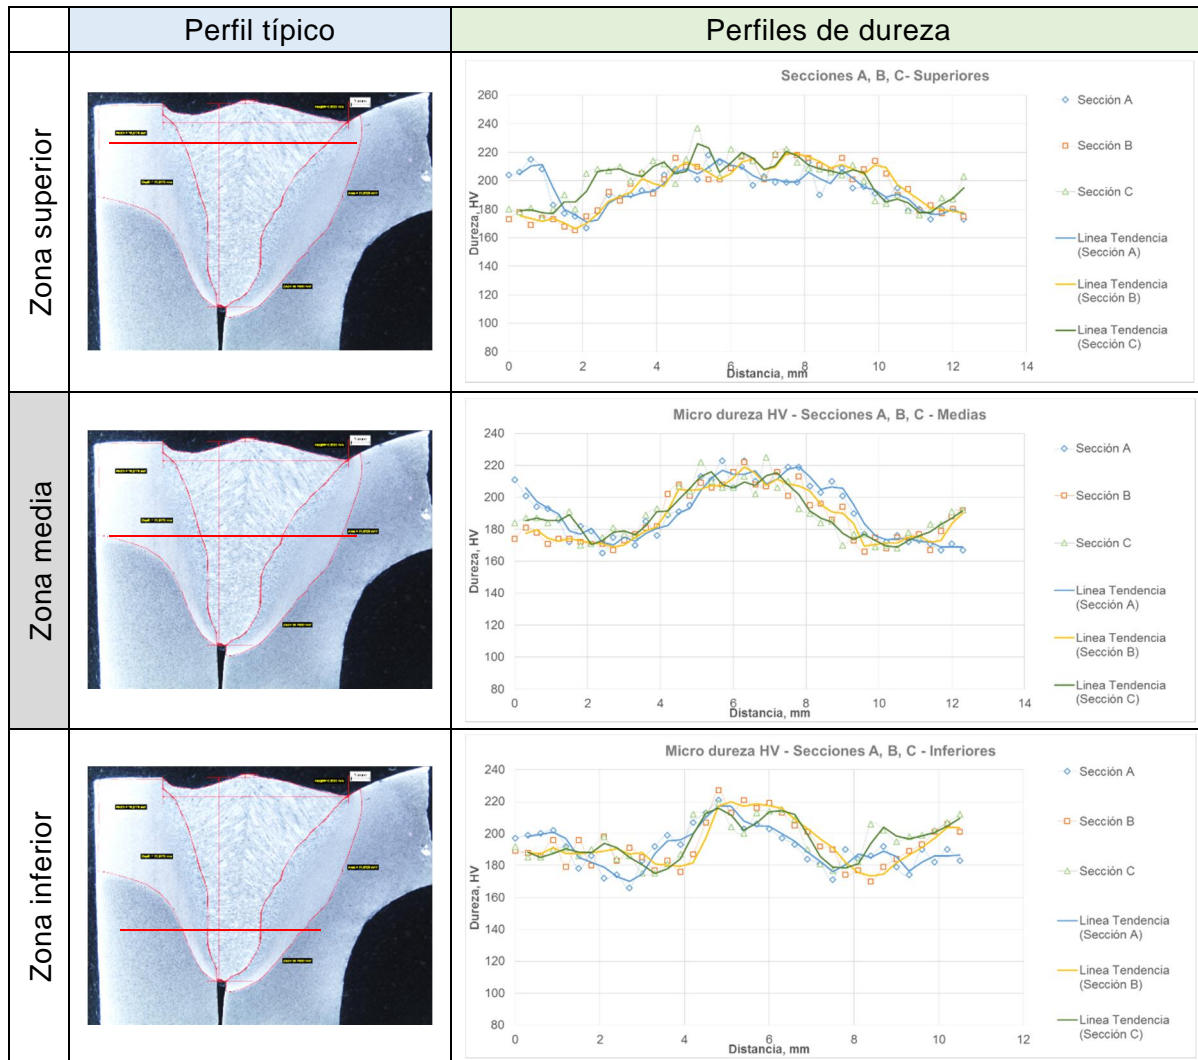 Perfil típico
Perfiles de dureza
Zona superior
Secciones A, B, C- Superiores
Dureza, HV
260
240
220
200
180
160
140
120
100
80
0 2 4 6 8 10 12 14
Distancia, mm
Sección A
Sección B
Sección C
Linea Tendencia
(Sección A)
Linea Tendencia
(Sección B)
Linea Tendencia
(Sección C)
Zona media
Micro dureza HV - Secciones A, B, C - Medias
Dureza, HV
240
220
200
180
160
140
120
100
80
0 2 4 6 8 10 12 14
Distancia, mm
Sección A
Sección B
Sección C
Linea Tendencia
(Sección A)
Linea Tendencia
(Sección B)
Linea Tendencia
(Sección C)
Zona inferior
Micro dureza HV - Secciones A, B, C - Inferiores
Dureza, HV
240
220
200
180
160
140
120
100
80
0 2 4 6 8 10 12
Distancia, mm
Sección A
Sección B
Sección C
Linea Tendencia
(Sección A)
Linea Tendencia
(Sección B)
Linea Tendencia
(Sección C)